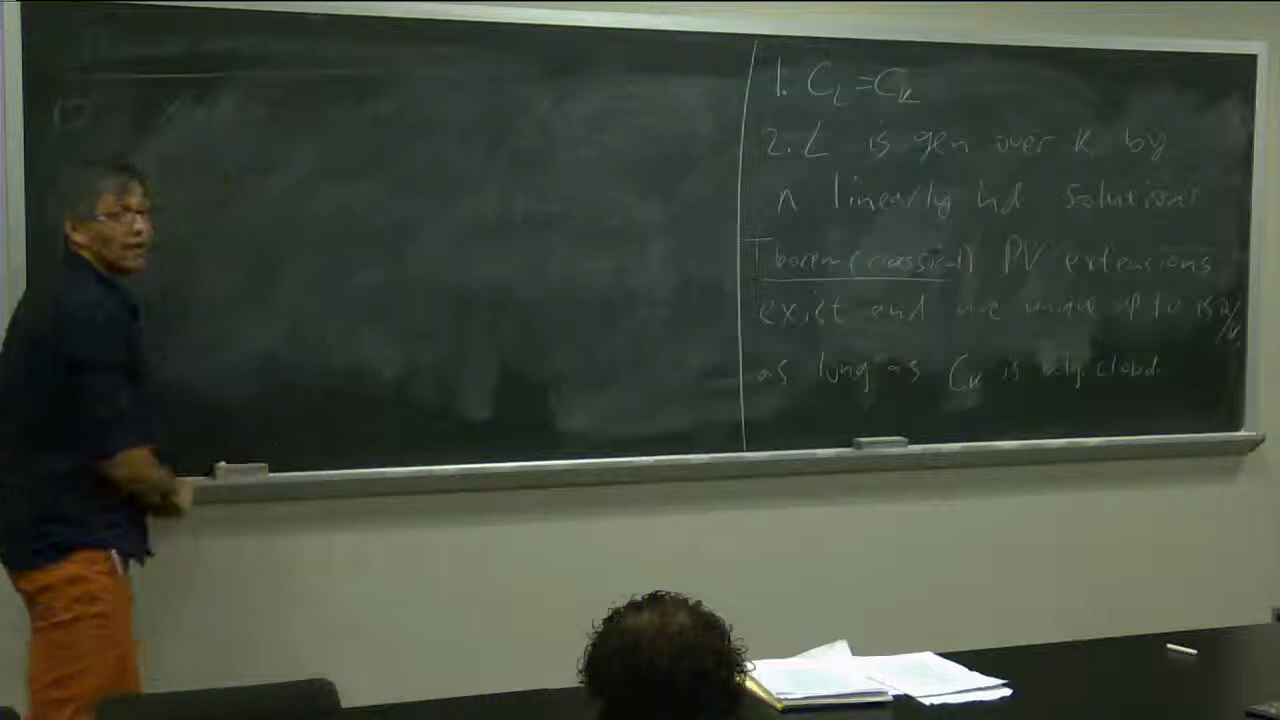 1. C_L = C_K
2. L is gen over K by
n linearly ind solutions
Theorem (classical) PV extensions
exist and are unique up to iso/K
as long as C_K is alg. closed.